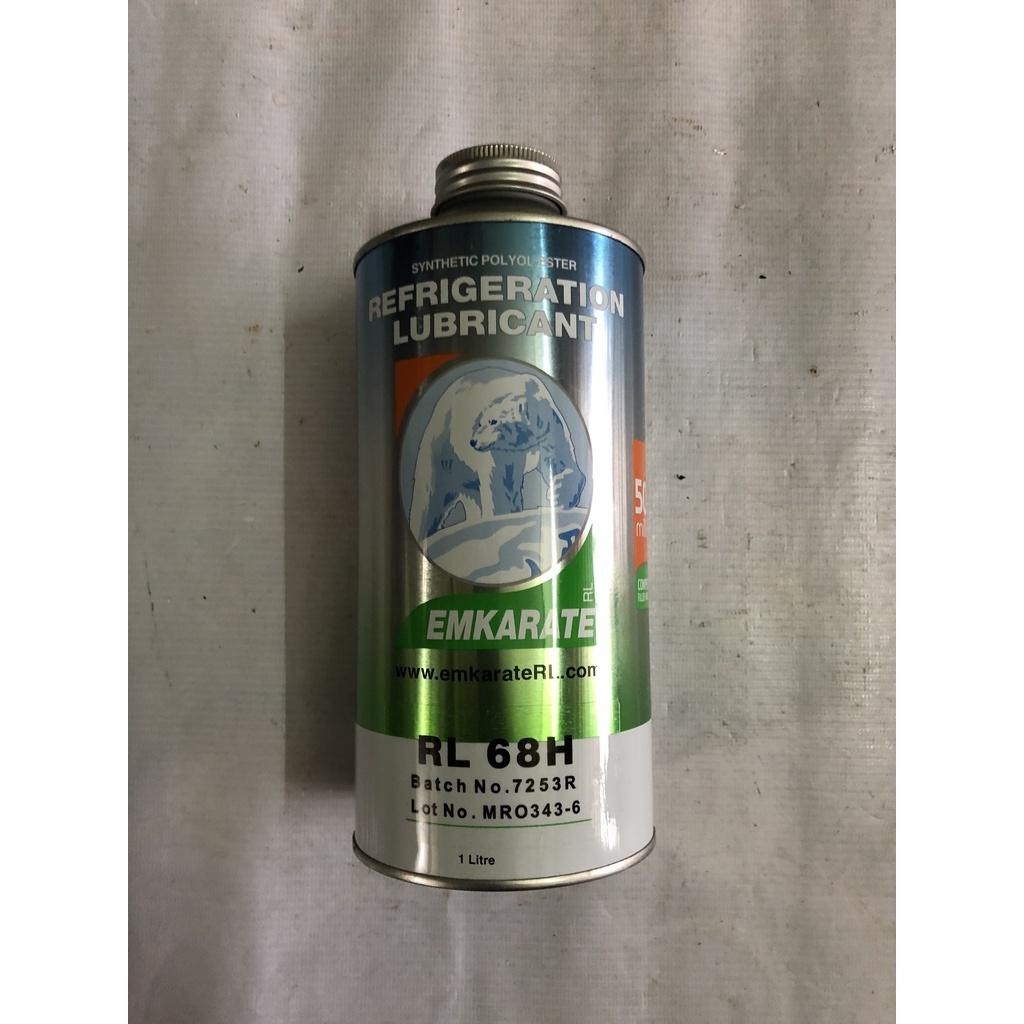 SYNTHETIC POLYOL ESTER
REFRIGERATION
LUBRICANT
EMKARATE
RL
www.emkarateRL.com
RL 68H
Batch No.7253R
Lot No. MRO343-6
1 Litre